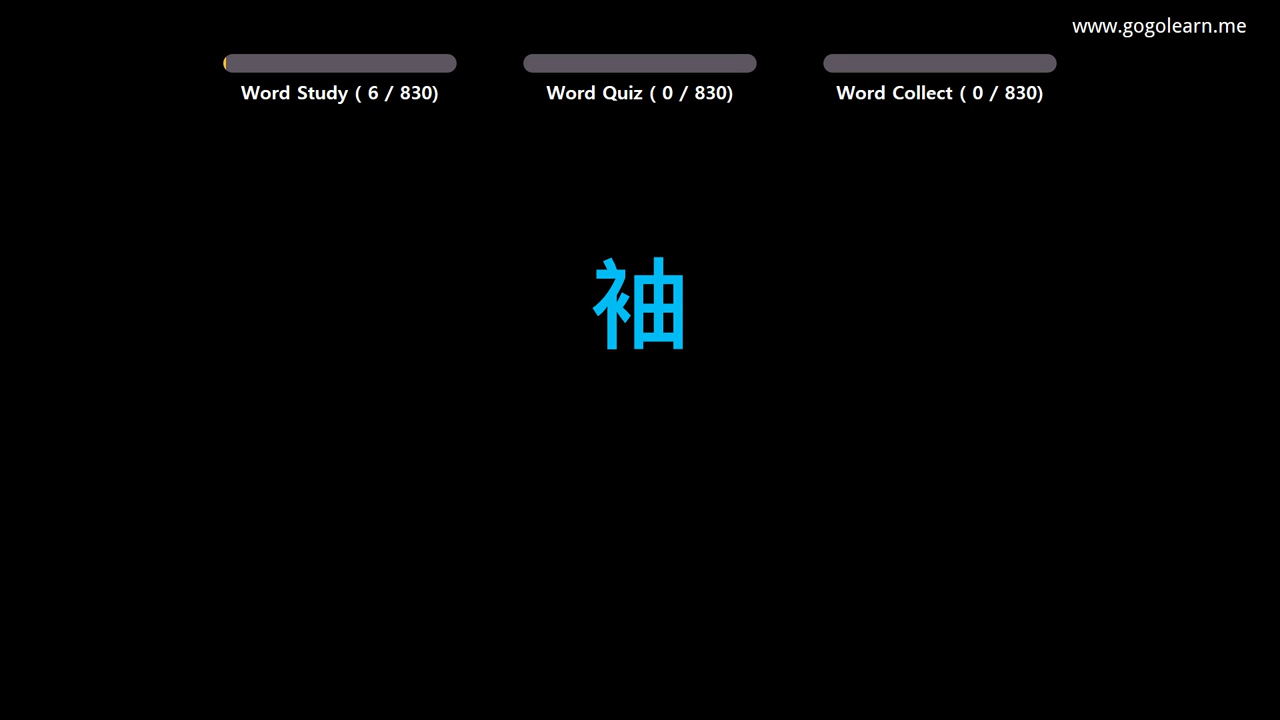 www.gogolearn.me
Word Study ( 6 / 830)
Word Quiz ( 0 / 830)
Word Collect ( 0 / 830)
袖